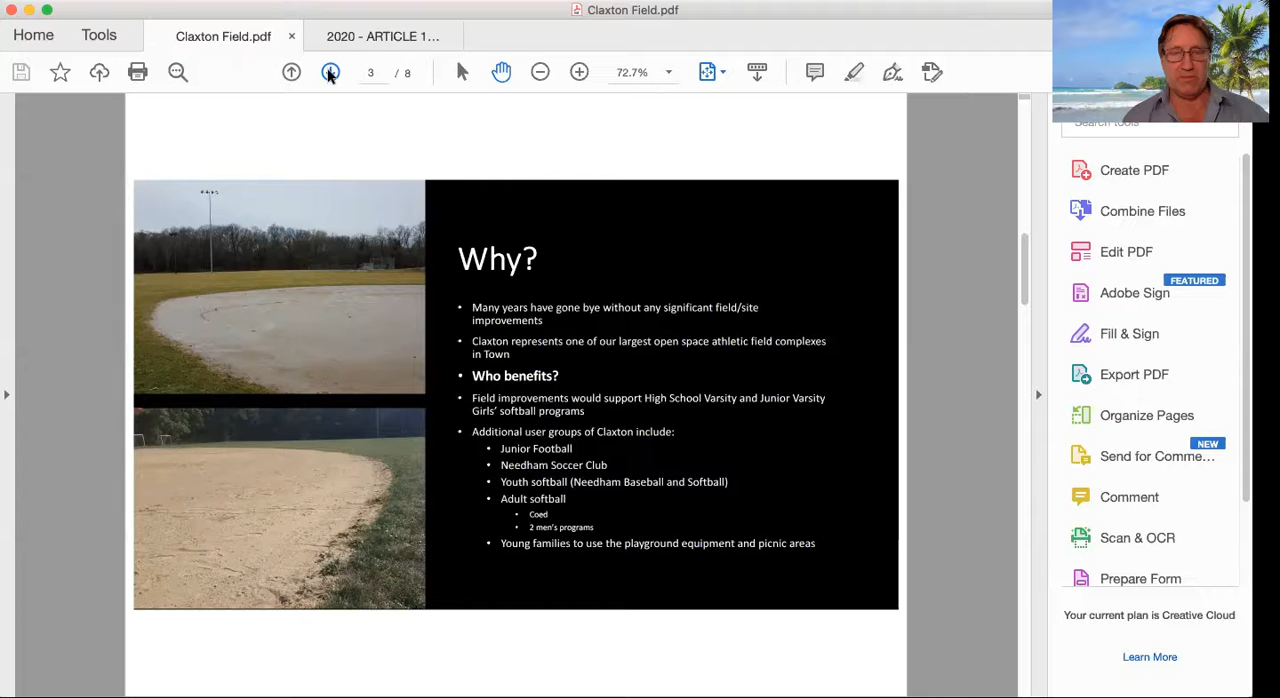 Claxton Field.pdf
Home
Tools
Claxton Field.pdf
×
2020 - ARTICLE 1...
3 / 8
72.7%
Search tools
Create PDF
Combine Files
Edit PDF
FEATURED
Adobe Sign
Fill & Sign
Export PDF
Organize Pages
NEW
Send for Comme...
Comment
Scan & OCR
Prepare Form
Your current plan is Creative Cloud
Learn More
Why?
• Many years have gone bye without any significant field/site
improvements
• Claxton represents one of our largest open space athletic field complexes
in Town
• Who benefits?
• Field improvements would support High School Varsity and Junior Varsity
Girls' softball programs
• Additional user groups of Claxton include:
• Junior Football
• Needham Soccer Club
• Youth softball (Needham Baseball and Softball)
• Adult softball
• Coed
• 2 men's programs
• Young families to use the playground equipment and picnic areas